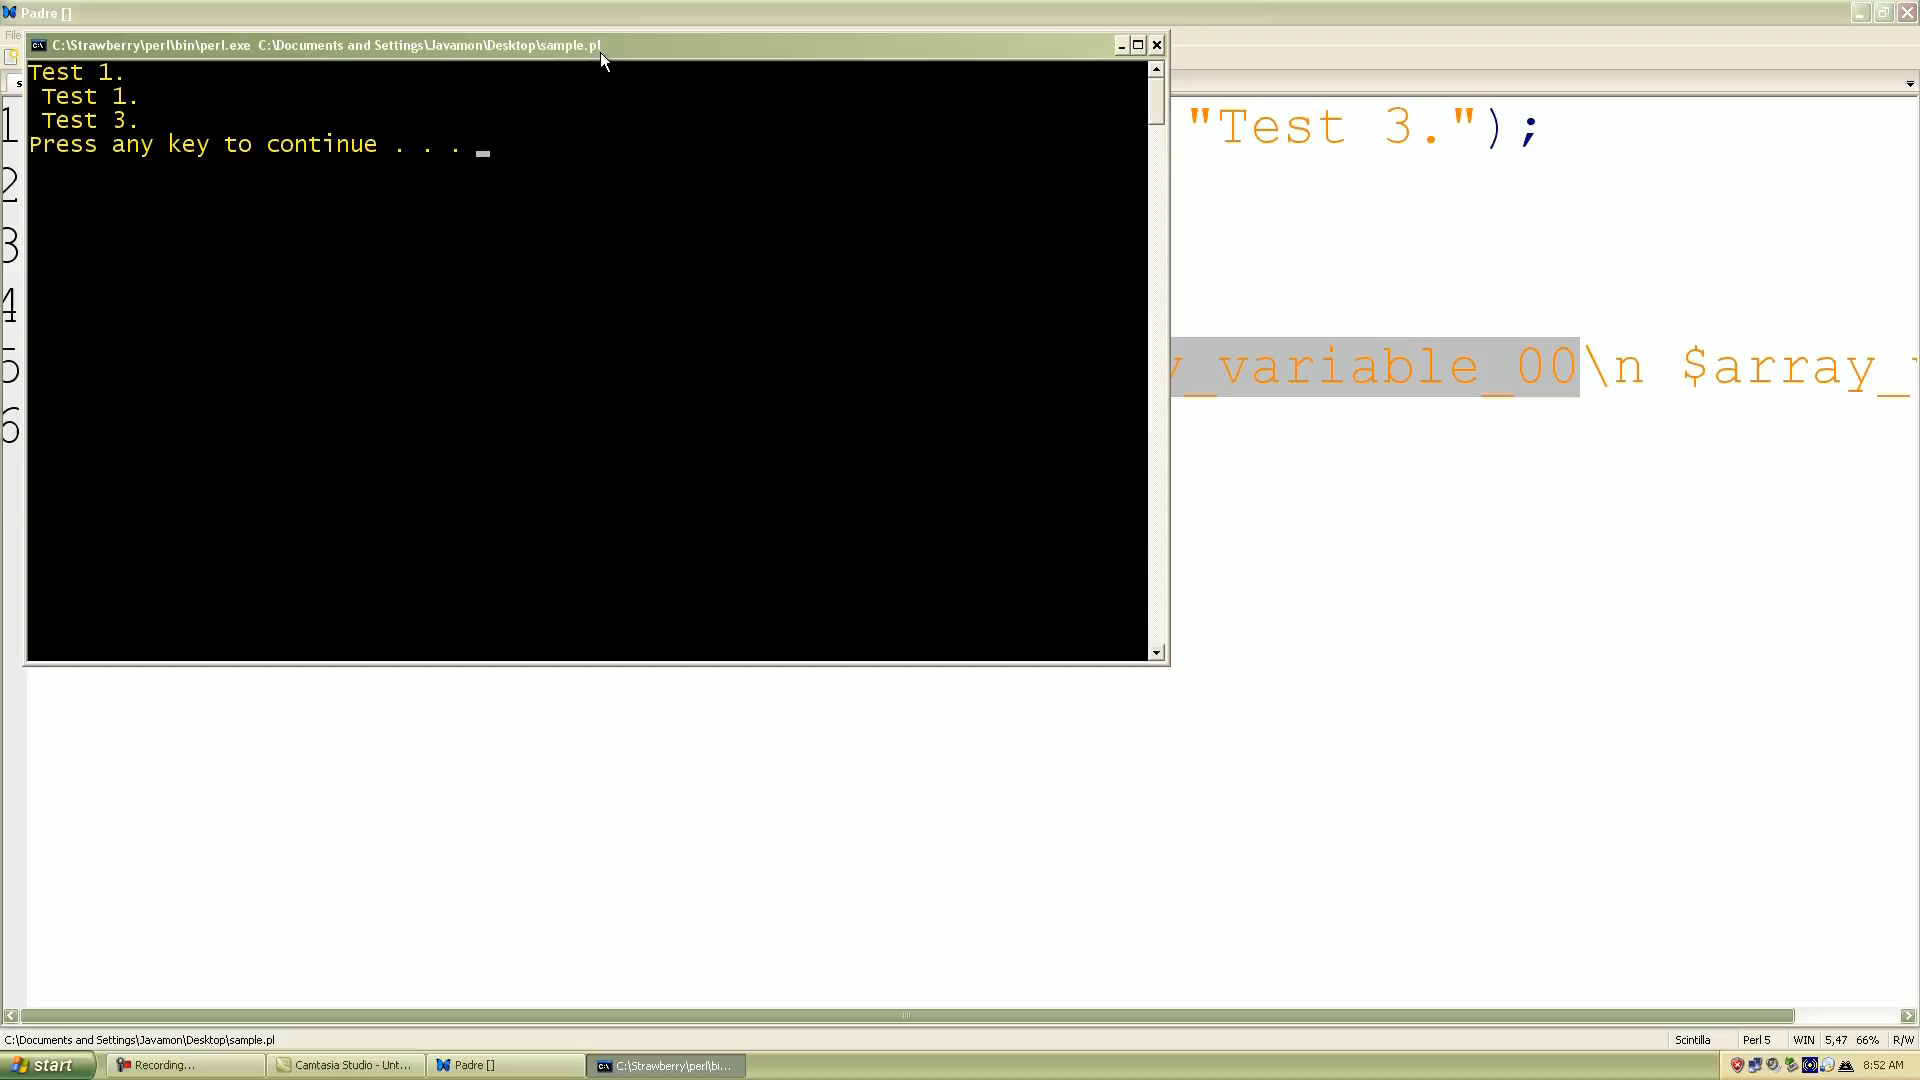 Padre []
File
C:\Strawberry\perl\bin\perl.exe C:\Documents and Settings\Javamon\Desktop\sample.pl
Test 1.
 Test 1.
 Test 3.
Press any key to continue . . . _
s
1 "Test 3.");
2
3
4
5 _variable_00\n $array_
6
C:\Documents and Settings\Javamon\Desktop\sample.pl
Scintilla Perl 5 WIN 5,47 66% R/W
start Recording... Camtasia Studio - Unt... Padre [] C:\Strawberry\perl\bi... 8:52 AM